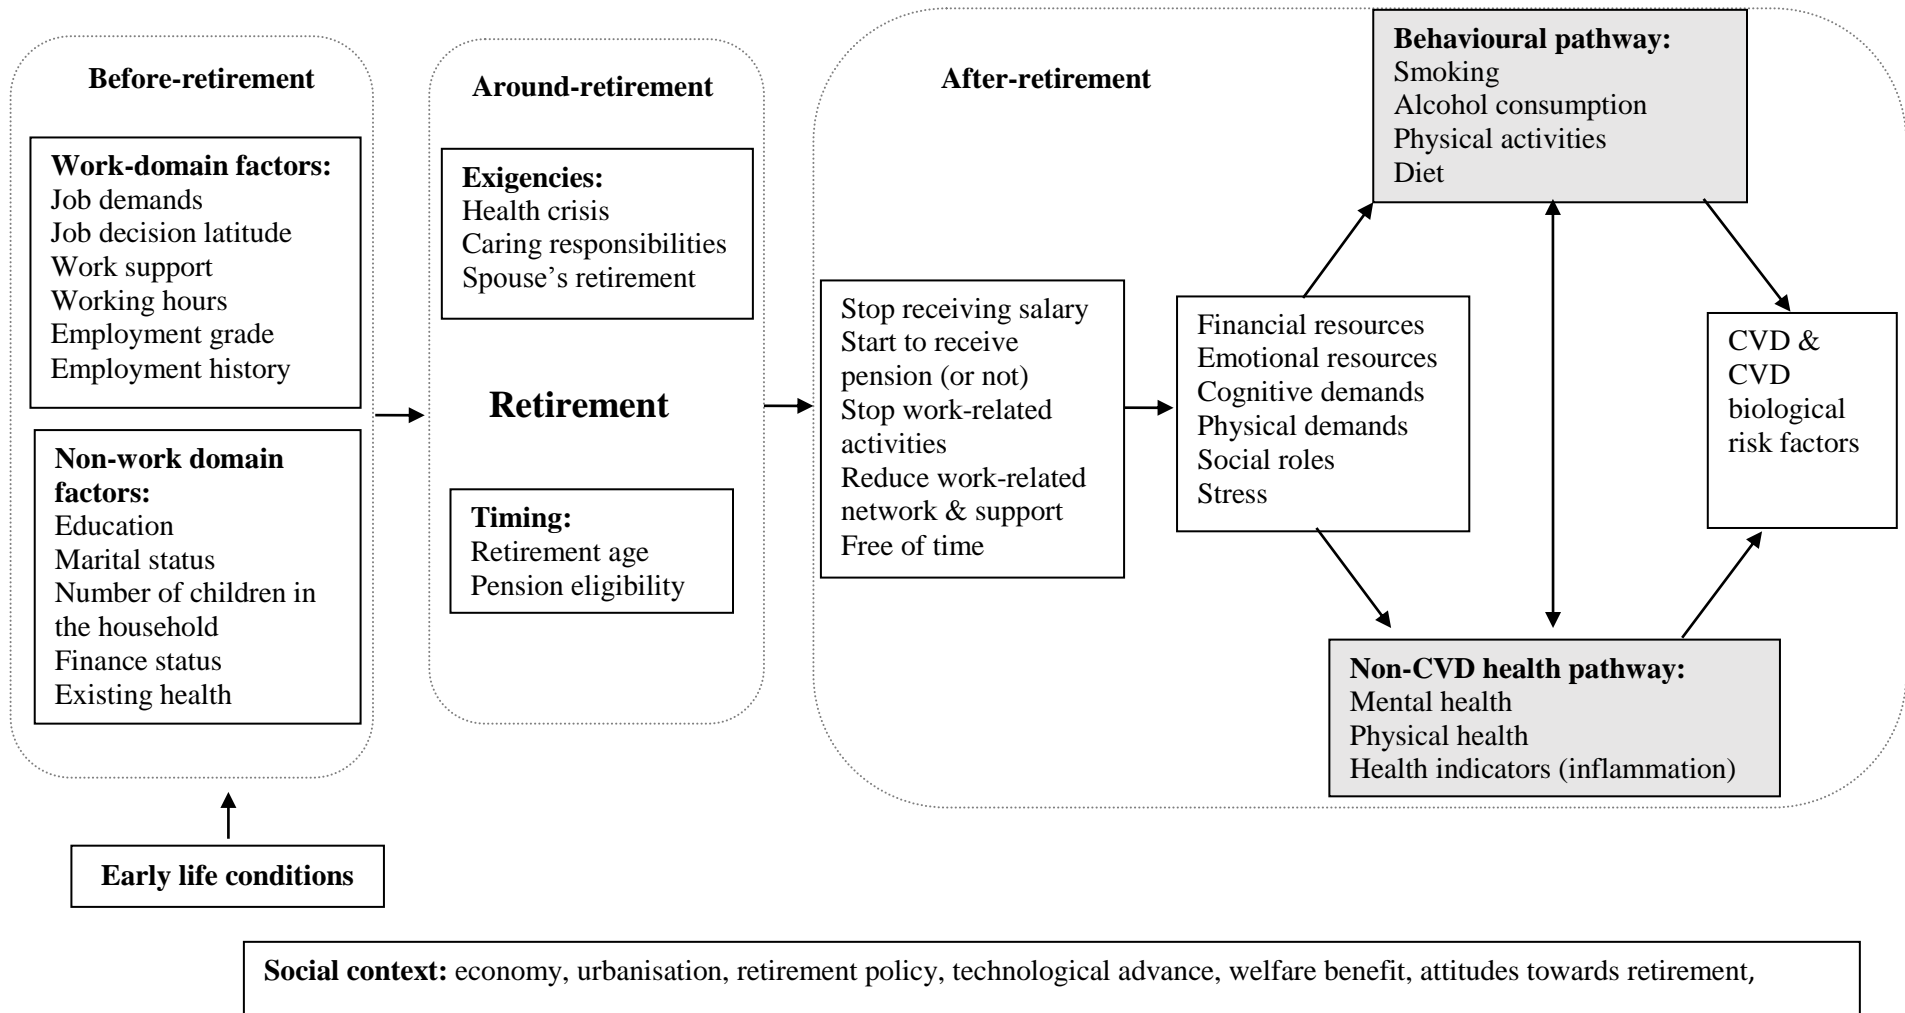 Before-retirement
Work-domain factors:
Job demands
Job decision latitude
Work support
Working hours
Employment grade
Employment history
Non-work domain
factors:
Education
Marital status
Number of children in
the household
Finance status
Existing health
Early life conditions
Around-retirement
Exigencies:
Health crisis
Caring responsibilities
Spouse’s retirement
Retirement
Timing:
Retirement age
Pension eligibility
After-retirement
Stop receiving salary
Start to receive
pension (or not)
Stop work-related
activities
Reduce work-related
network & support
Free of time
Financial resources
Emotional resources
Cognitive demands
Physical demands
Social roles
Stress
Behavioural pathway:
Smoking
Alcohol consumption
Physical activities
Diet
Non-CVD health pathway:
Mental health
Physical health
Health indicators (inflammation)
CVD &
CVD
biological
risk factors
Social context: economy, urbanisation, retirement policy, technological advance, welfare benefit, attitudes towards retirement,